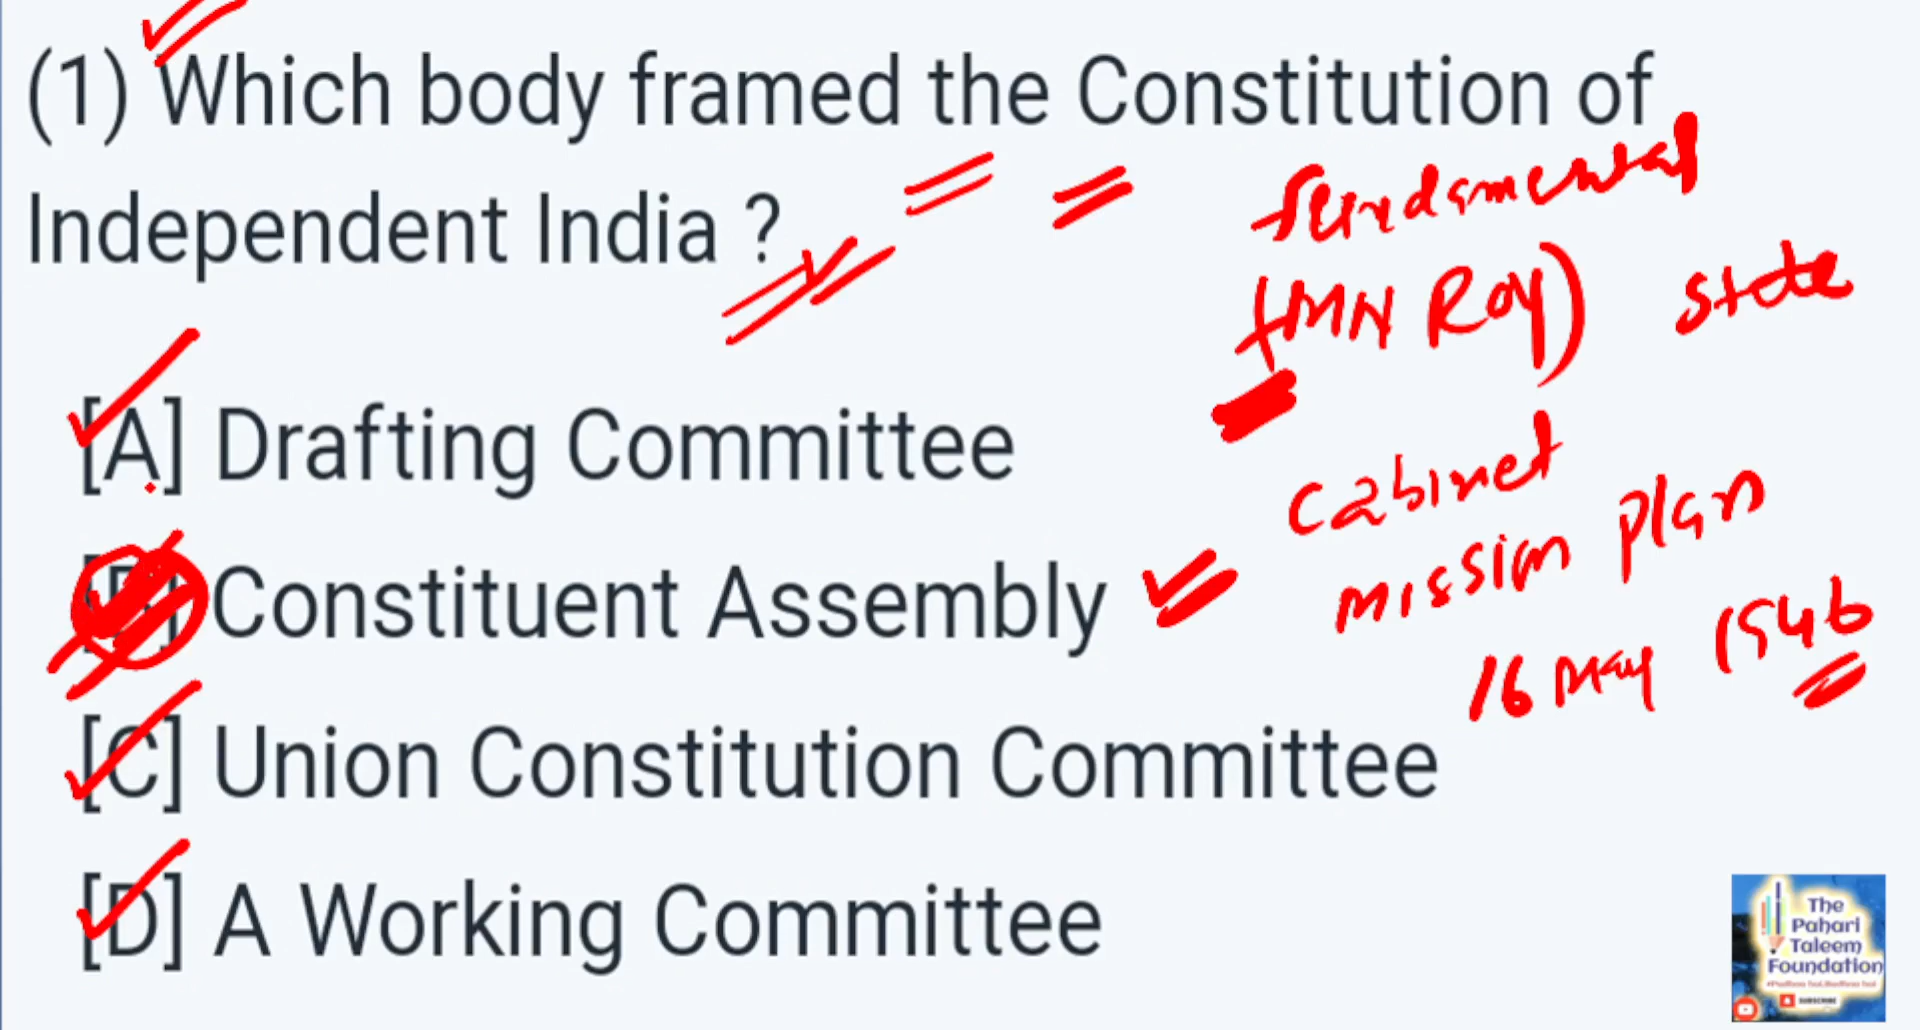 (1) Which body framed the Constitution of
Independent India ?
fundamental
(MN Roy) state
[A] Drafting Committee
cabinet
mission plan
[B] Constituent Assembly
16 May 1946
[C] Union Constitution Committee
[D] A Working Committee
The
Pahari
Taleem
Foundation
SUBSCRIBE